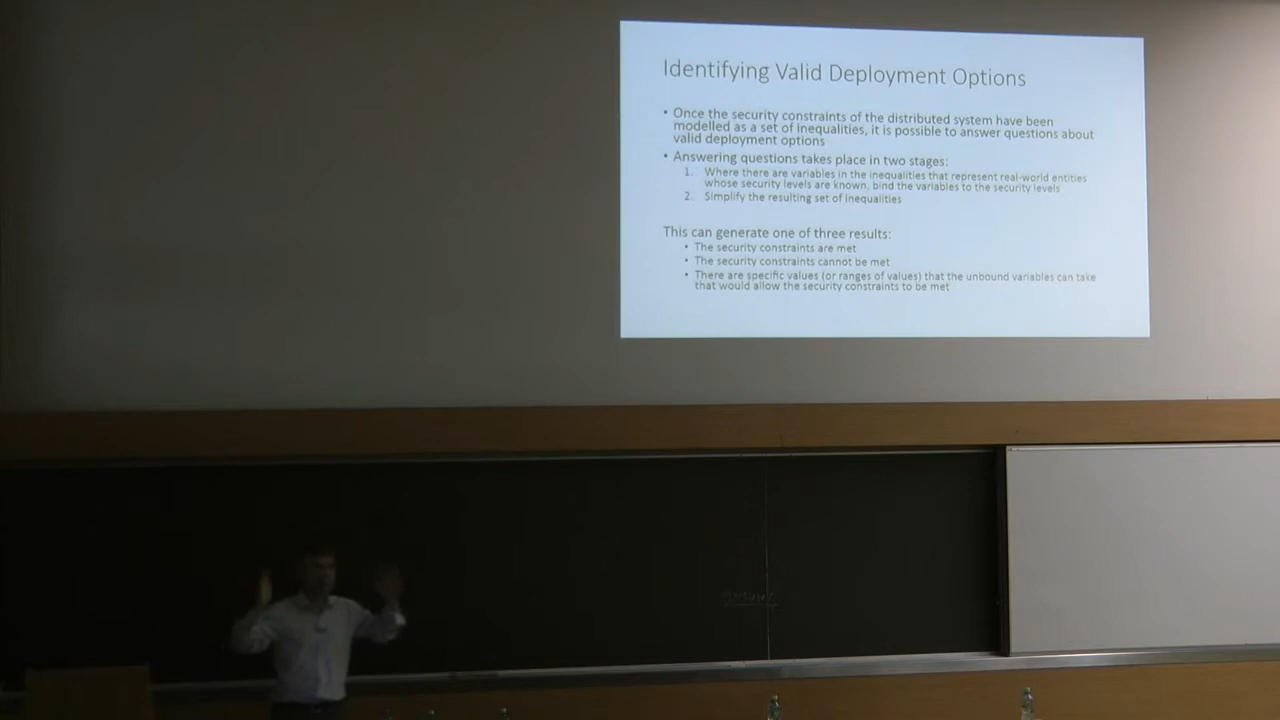 Identifying Valid Deployment Options
• Once the security constraints of the distributed system have been
modelled as a set of inequalities, it is possible to answer questions about
valid deployment options
• Answering questions takes place in two stages:
1. Where there are variables in the inequalities that represent real-world entities
whose security levels are known, bind the variables to the security levels
2. Simplify the resulting set of inequalities
This can generate one of three results:
• The security constraints are met
• The security constraints cannot be met
• There are specific values (or ranges of values) that the unbound variables can take
that would allow the security constraints to be met